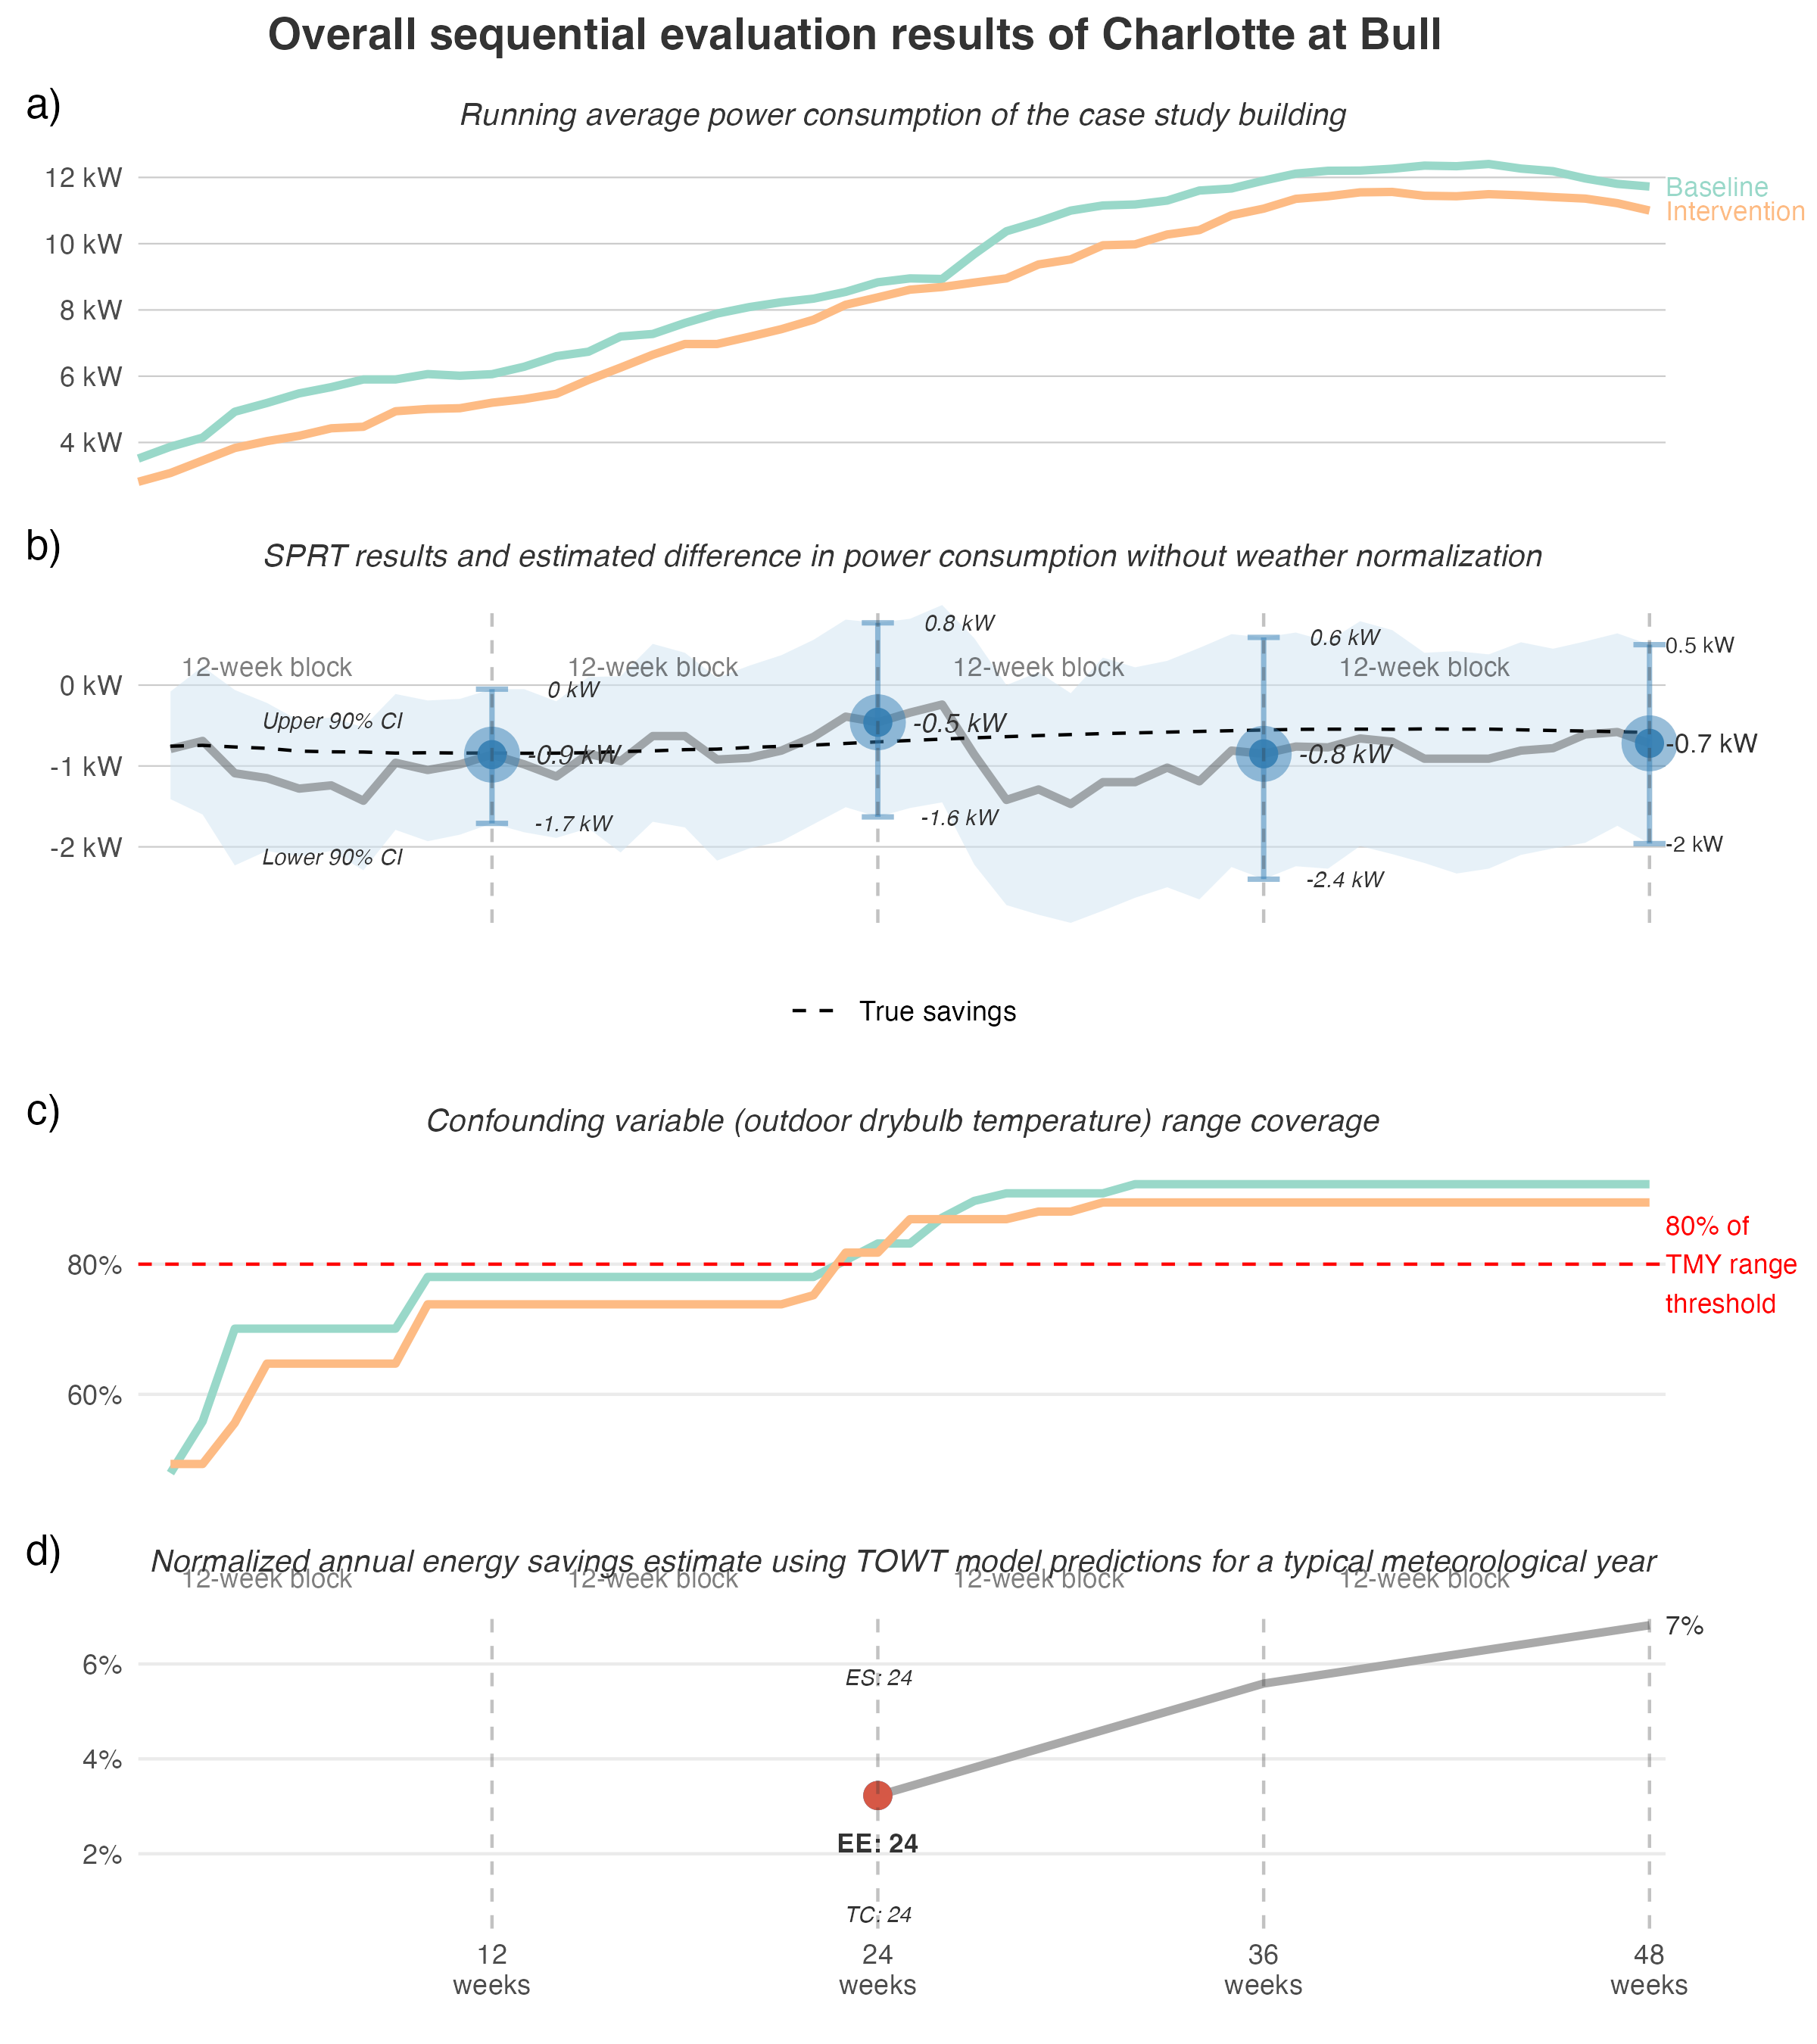 Overall sequential evaluation results of Charlotte at Bull
a)
Running average power consumption of the case study building
12 kW
10 kW
8 kW
6 kW
4 kW
Baseline
Intervention
b)
SPRT results and estimated difference in power consumption without weather normalization
12-week block
12-week block
12-week block
12-week block
0 kW
-1 kW
-2 kW
Upper 90% CI
Lower 90% CI
0 kW
-0.9 kW
-1.7 kW
0.8 kW
-0.5 kW
-1.6 kW
0.6 kW
-0.8 kW
-2.4 kW
0.5 kW
-0.7 kW
-2 kW
True savings
c)
Confounding variable (outdoor drybulb temperature) range coverage
80%
60%
80% of
TMY range
threshold
d)
Normalized annual energy savings estimate using TOWT model predictions for a typical meteorological year
12-week block
12-week block
12-week block
12-week block
6%
4%
2%
7%
ES: 24
EE: 24
TC: 24
12
weeks
24
weeks
36
weeks
48
weeks